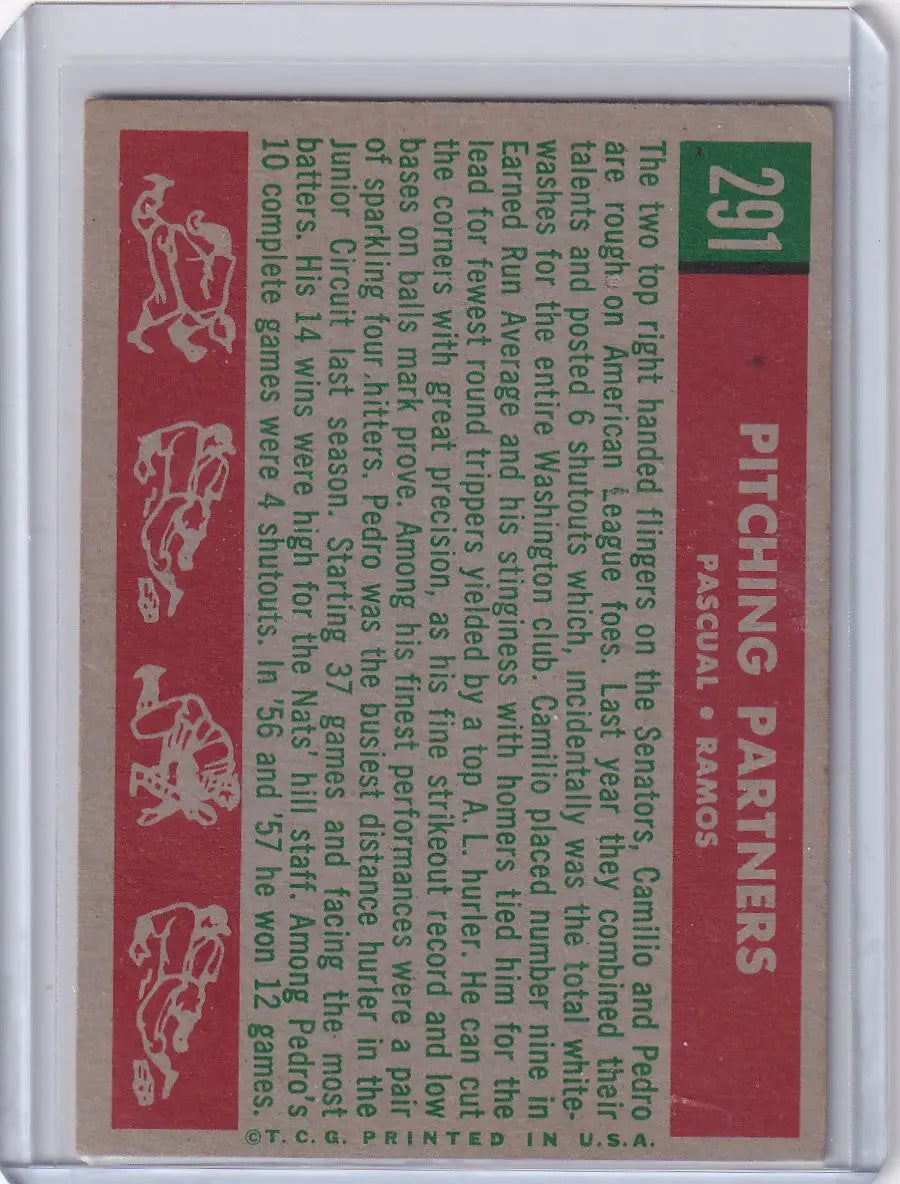 291
PITCHING PARTNERS
PASCUAL • RAMOS
The two top right handed flingers on the Senators, Camilio and Pedro
are rough on American League foes. Last year they combined their
talents and posted 6 shutouts which, incidentally was the total white-
washes for the entire Washington club. Camilio placed number nine in
Earned Run Average and his stinginess with homers tied him for the
lead for fewest round trippers yielded by a top A.L. hurler. He can cut
the corners with great precision, as his fine strikeout record and low
bases on balls mark prove. Among his finest performances were a pair
of sparkling four hitters. Pedro was the busiest distance hurler in the
Junior Circuit last season. Starting 37 games and facing the most
batters. His 14 wins were high for the Nats' hill staff. Among Pedro's
10 complete games were 4 shutouts. In '56 and '57 he won 12 games.
©T.C.G. PRINTED IN U.S.A.